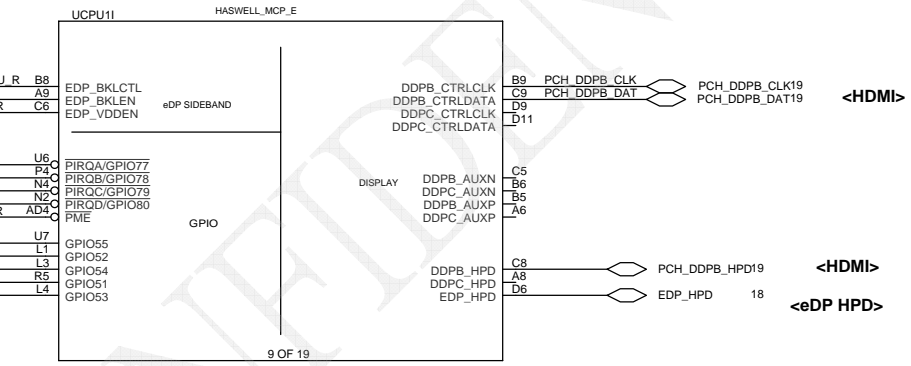 UCPU1I HASWELL_MCP_E
U_R B8 EDP_BKLCTL DDPB_CTRLCLK B9 PCH_DDPB_CLK PCH_DDPB_CLK19 <HDMI>
A9 EDP_BKLEN eDP SIDEBAND DDPB_CTRLDATA C9 PCH_DDPB_DAT PCH_DDPB_DAT19
R C6 EDP_VDDEN DDPC_CTRLCLK D9
DDPC_CTRLDATA D11
U6 PIRQA/GPIO77 DDPB_AUXN C5
P4 PIRQB/GPIO78 DISPLAY DDPC_AUXN B6
N4 PIRQC/GPIO79 DDPB_AUXP B5
N2 PIRQD/GPIO80 DDPC_AUXP A6
R AD4 PME GPIO
U7 GPIO55
L1 GPIO52
L3 GPIO54 DDPB_HPD C8 PCH_DDPB_HPD19 <HDMI>
R5 GPIO51 DDPC_HPD A8
L4 GPIO53 EDP_HPD D6 EDP_HPD 18 <eDP HPD>
9 OF 19